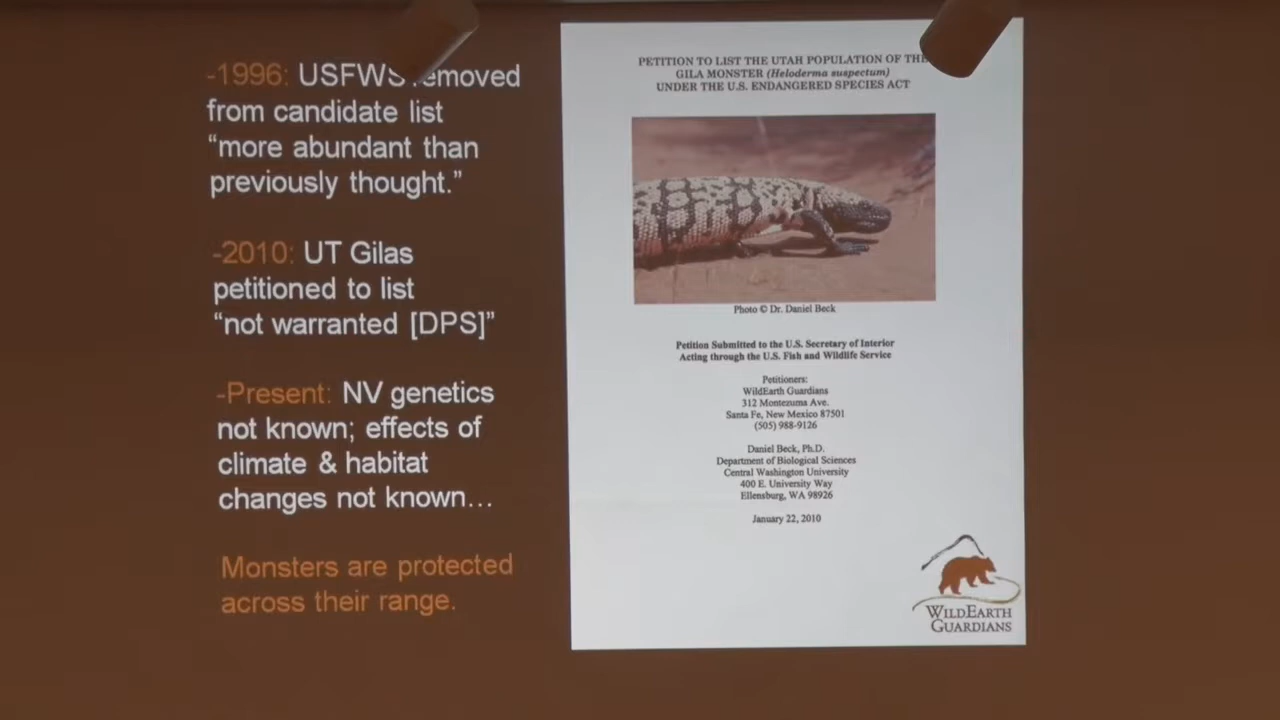 -1996: USFWS removed
from candidate list
“more abundant than
previously thought.”
-2010: UT Gilas
petitioned to list
“not warranted [DPS]”
-Present: NV genetics
not known; effects of
climate & habitat
changes not known...
Monsters are protected
across their range.
PETITION TO LIST THE UTAH POPULATION OF THE
GILA MONSTER (Heloderma suspectum)
UNDER THE U.S. ENDANGERED SPECIES ACT
Photo © Dr. Daniel Beck
Petition Submitted to the U.S. Secretary of Interior
Acting through the U.S. Fish and Wildlife Service
Petitioners:
WildEarth Guardians
312 Montezuma Ave.
Santa Fe, New Mexico 87501
(505) 988-9126
Daniel Beck, Ph.D.
Department of Biological Sciences
Central Washington University
400 E. University Way
Ellensburg, WA 98926
January 22, 2010
WILDEARTH
GUARDIANS